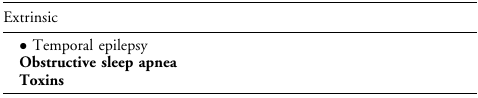 Extrinsic
• Temporal epilepsy
Obstructive sleep apnea
Toxins